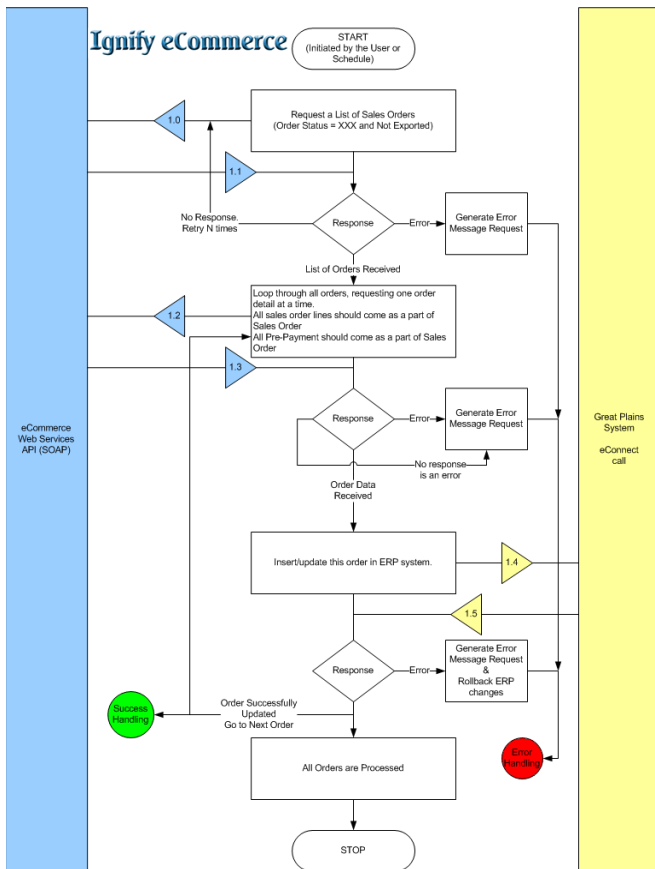 Ignify eCommerce
START
(Initiated by the User or
Schedule)
Request a List of Sales Orders
(Order Status = XXX and Not Exported)
1.0
1.1
No Response.
Retry N times
Response
Error
Generate Error
Message Request
List of Orders Received
Loop through all orders, requesting one order
detail at a time.
All sales order lines should come as a part of
Sales Order
All Pre-Payment should come as a part of Sales
Order
1.2
1.3
Response
Error
Generate Error
Message Request
No response
is an error
Order Data
Received
eCommerce
Web Services
API (SOAP)
Great Plains
System
eConnect
call
Insert/update this order in ERP system.
1.4
1.5
Response
Error
Generate Error
Message Request
&
Rollback ERP
changes
Order Successfully
Updated
Go to Next Order
Success
Handling
All Orders are Processed
Error
Handling
STOP